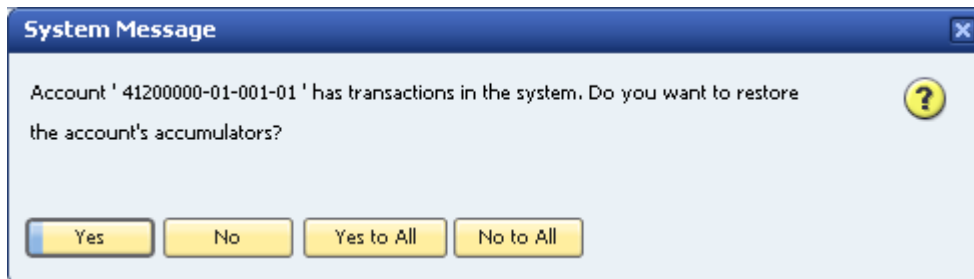 System Message
Account ' 41200000-01-001-01 ' has transactions in the system. Do you want to restore
the account's accumulators?
?
Yes No Yes to All No to All